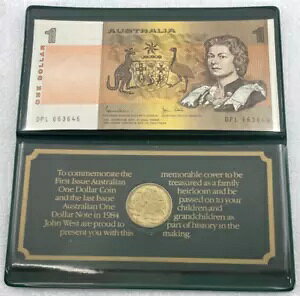 AUSTRALIA
1
1
ONE DOLLAR
DPL 663646
DPL 663646
To commemorate the
First Issue Australian
One Dollar Coin
and the last Issue
Australian One
Dollar Note in 1984
John West are proud
to present you with this
memorable cover to be
treasured as a family
heirloom and be
passed on to your
children and
grandchildren as
part of history in the
making.